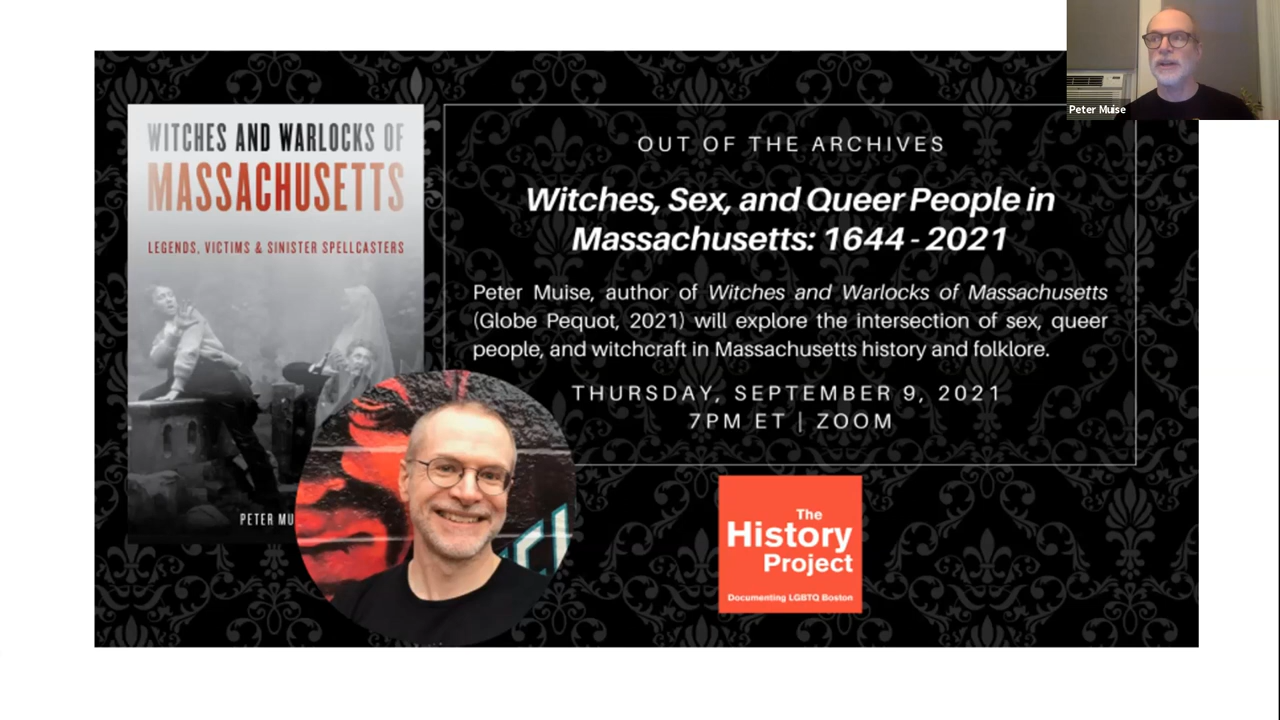 Peter Muise
WITCHES AND WARLOCKS OF
MASSACHUSETTS
LEGENDS, VICTIMS & SINISTER SPELLCASTERS
PETER MU
OUT OF THE ARCHIVES
Witches, Sex, and Queer People in
Massachusetts: 1644 - 2021
Peter Muise, author of Witches and Warlocks of Massachusetts
(Globe Pequot, 2021) will explore the intersection of sex, queer
people, and witchcraft in Massachusetts history and folklore.
THURSDAY, SEPTEMBER 9, 2021
7PM ET | ZOOM
The
History
Project
Documenting LGBTQ Boston